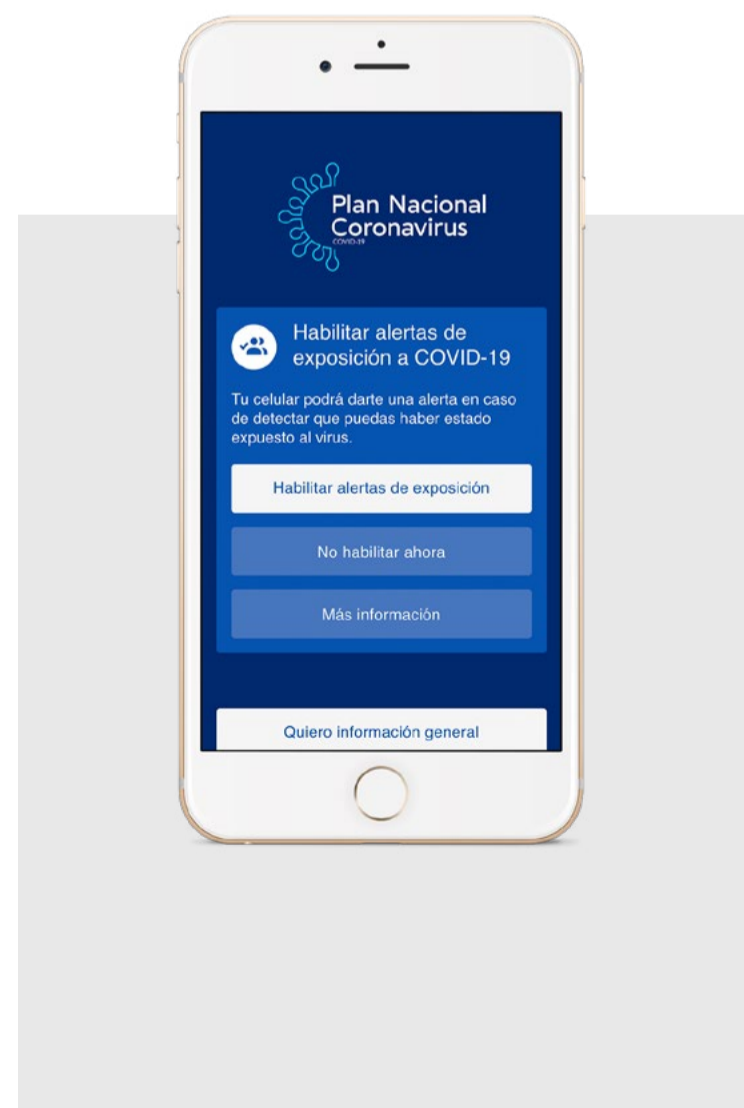 Plan Nacional
Coronavirus
COVID-19
Habilitar alertas de
exposición a COVID-19
Tu celular podrá darte una alerta en caso
de detectar que puedas haber estado
expuesto al virus.
Habilitar alertas de exposición
No habilitar ahora
Más información
Quiero información general